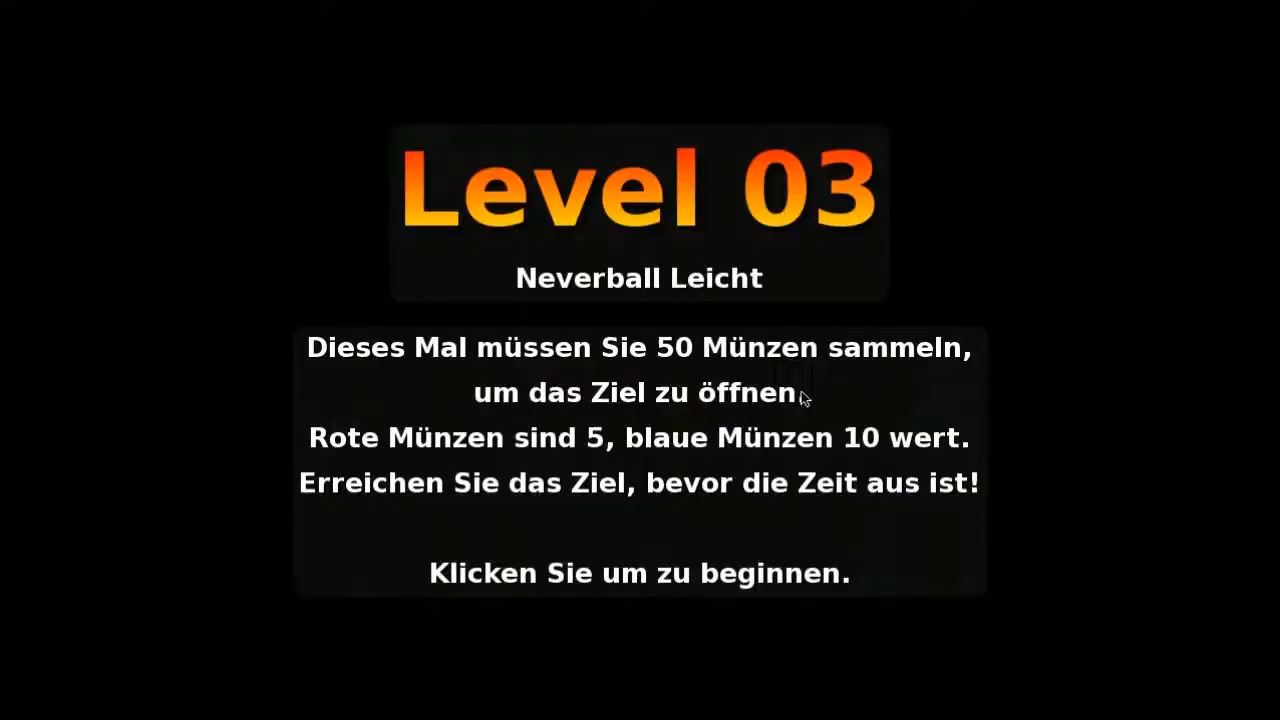 Level 03
Neverball Leicht
Dieses Mal müssen Sie 50 Münzen sammeln,
um das Ziel zu öffnen.
Rote Münzen sind 5, blaue Münzen 10 wert.
Erreichen Sie das Ziel, bevor die Zeit aus ist!
Klicken Sie um zu beginnen.